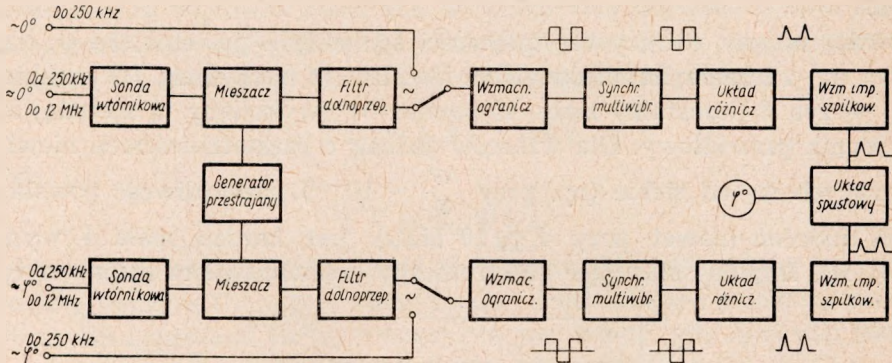 ~0° Do 250 kHz
≈0° Od 250 kHz
Do 12 MHz
Sonda
wtórnikowa
Mieszacz
Filtr
dolnoprzep.
~
Wzmacn.
ogranicz
Synchr.
multiwibr.
Układ
różnicz
Wzm. imp.
szpilkow.
Generator
przestrajany
φ°
Układ
spustowy
≈φ° Od 250 kHz
Do 12 MHz
Sonda
wtórnikowa
Mieszacz
Filtr
dolnoprzep.
~
Wzmac.
ogranicz.
Synchr.
multiwibr.
Układ
różnicz.
Wzm. imp.
szpilkow.
~φ° Do 250 kHz